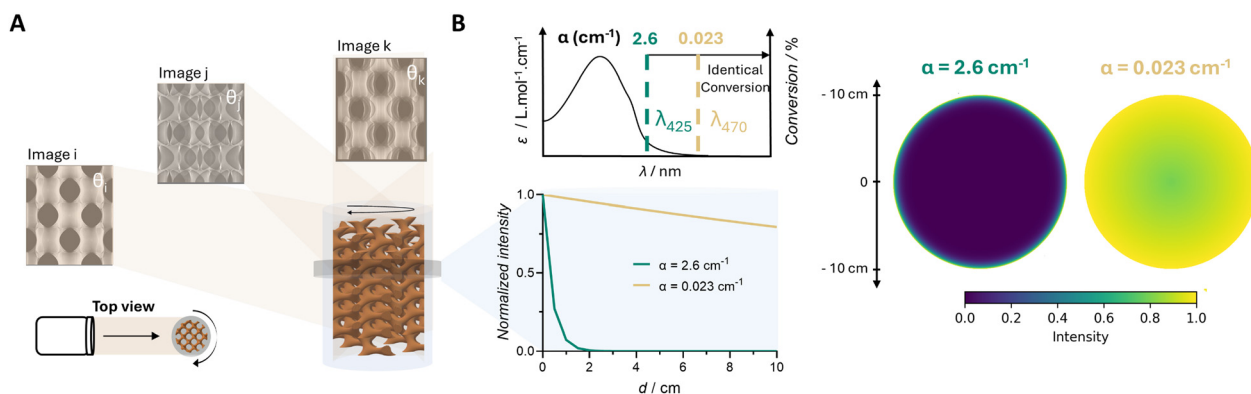 A
Image i
θi
Image j
θj
Image k
θk
Top view
B
α (cm⁻¹)
2.6
0.023
Identical
Conversion
λ425
λ470
ε / L.mol⁻¹.cm⁻¹
Conversion / %
λ / nm
Normalized intensity
1.0
0.5
0.0
α = 2.6 cm⁻¹
α = 0.023 cm⁻¹
0 2 4 6 8 10
d / cm
α = 2.6 cm⁻¹
α = 0.023 cm⁻¹
- 10 cm
0
- 10 cm
0.0 0.2 0.4 0.6 0.8 1.0
Intensity